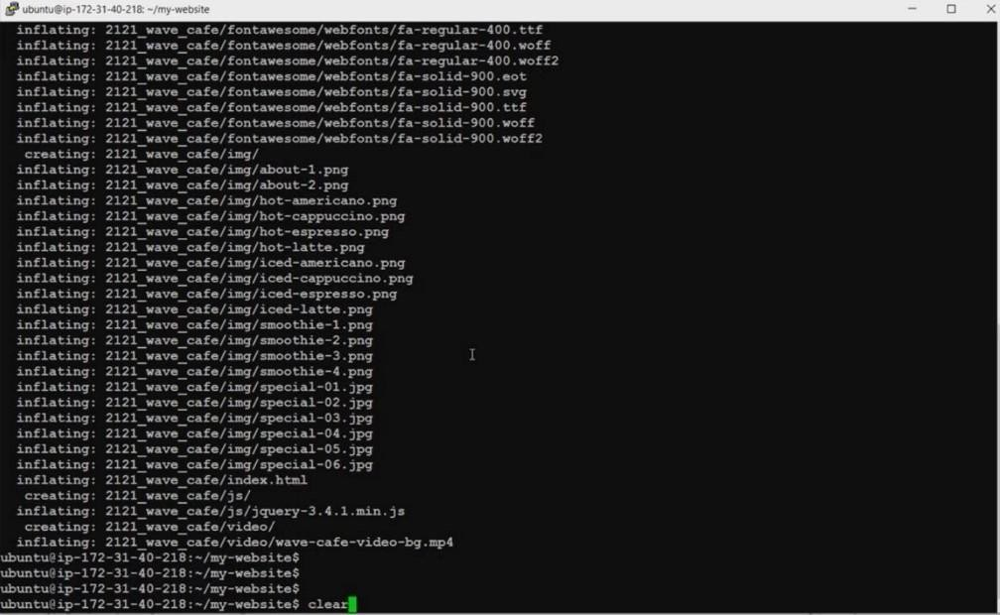 ubuntu@ip-172-31-40-218: ~/my-website
inflating: 2121_wave_cafe/fontawesome/webfonts/fa-regular-400.ttf
inflating: 2121_wave_cafe/fontawesome/webfonts/fa-regular-400.woff
inflating: 2121_wave_cafe/fontawesome/webfonts/fa-regular-400.woff2
inflating: 2121_wave_cafe/fontawesome/webfonts/fa-solid-900.eot
inflating: 2121_wave_cafe/fontawesome/webfonts/fa-solid-900.svg
inflating: 2121_wave_cafe/fontawesome/webfonts/fa-solid-900.ttf
inflating: 2121_wave_cafe/fontawesome/webfonts/fa-solid-900.woff
inflating: 2121_wave_cafe/fontawesome/webfonts/fa-solid-900.woff2
creating: 2121_wave_cafe/img/
inflating: 2121_wave_cafe/img/about-1.png
inflating: 2121_wave_cafe/img/about-2.png
inflating: 2121_wave_cafe/img/hot-americano.png
inflating: 2121_wave_cafe/img/hot-cappuccino.png
inflating: 2121_wave_cafe/img/hot-espresso.png
inflating: 2121_wave_cafe/img/hot-latte.png
inflating: 2121_wave_cafe/img/iced-americano.png
inflating: 2121_wave_cafe/img/iced-cappuccino.png
inflating: 2121_wave_cafe/img/iced-espresso.png
inflating: 2121_wave_cafe/img/iced-latte.png
inflating: 2121_wave_cafe/img/smoothie-1.png
inflating: 2121_wave_cafe/img/smoothie-2.png
inflating: 2121_wave_cafe/img/smoothie-3.png
inflating: 2121_wave_cafe/img/smoothie-4.png
inflating: 2121_wave_cafe/img/special-01.jpg
inflating: 2121_wave_cafe/img/special-02.jpg
inflating: 2121_wave_cafe/img/special-03.jpg
inflating: 2121_wave_cafe/img/special-04.jpg
inflating: 2121_wave_cafe/img/special-05.jpg
inflating: 2121_wave_cafe/img/special-06.jpg
inflating: 2121_wave_cafe/index.html
creating: 2121_wave_cafe/js/
inflating: 2121_wave_cafe/js/jquery-3.4.1.min.js
creating: 2121_wave_cafe/video/
inflating: 2121_wave_cafe/video/wave-cafe-video-bg.mp4
ubuntu@ip-172-31-40-218:~/my-website$
ubuntu@ip-172-31-40-218:~/my-website$
ubuntu@ip-172-31-40-218:~/my-website$
ubuntu@ip-172-31-40-218:~/my-website$ clear